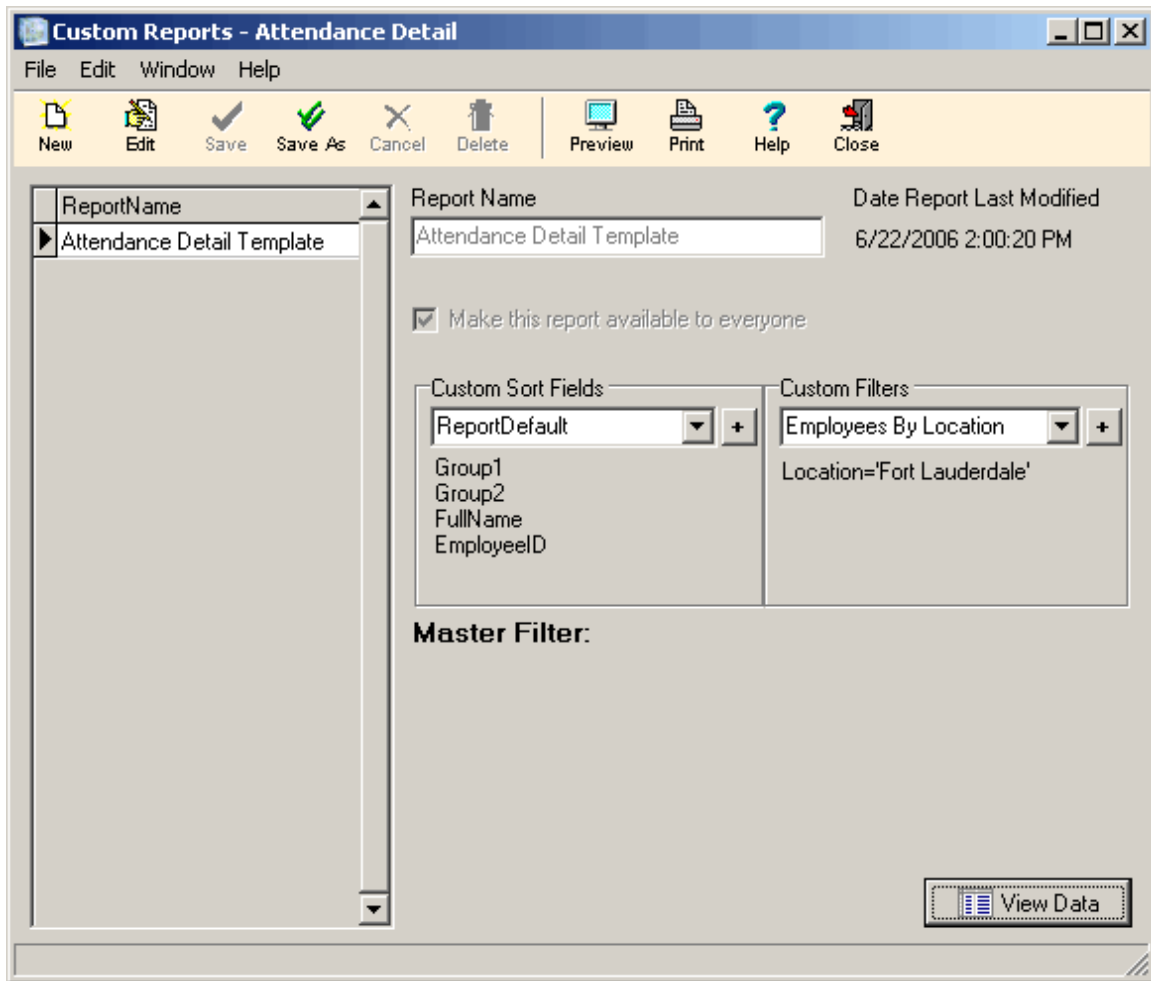 Custom Reports - Attendance Detail
File Edit Window Help
New Edit Save Save As Cancel Delete Preview Print Help Close
ReportName
Attendance Detail Template
Report Name
Date Report Last Modified
Attendance Detail Template
6/22/2006 2:00:20 PM
Make this report available to everyone
Custom Sort Fields
ReportDefault
+
Group1
Group2
FullName
EmployeeID
Custom Filters
Employees By Location
+
Location='Fort Lauderdale'
Master Filter:
View Data